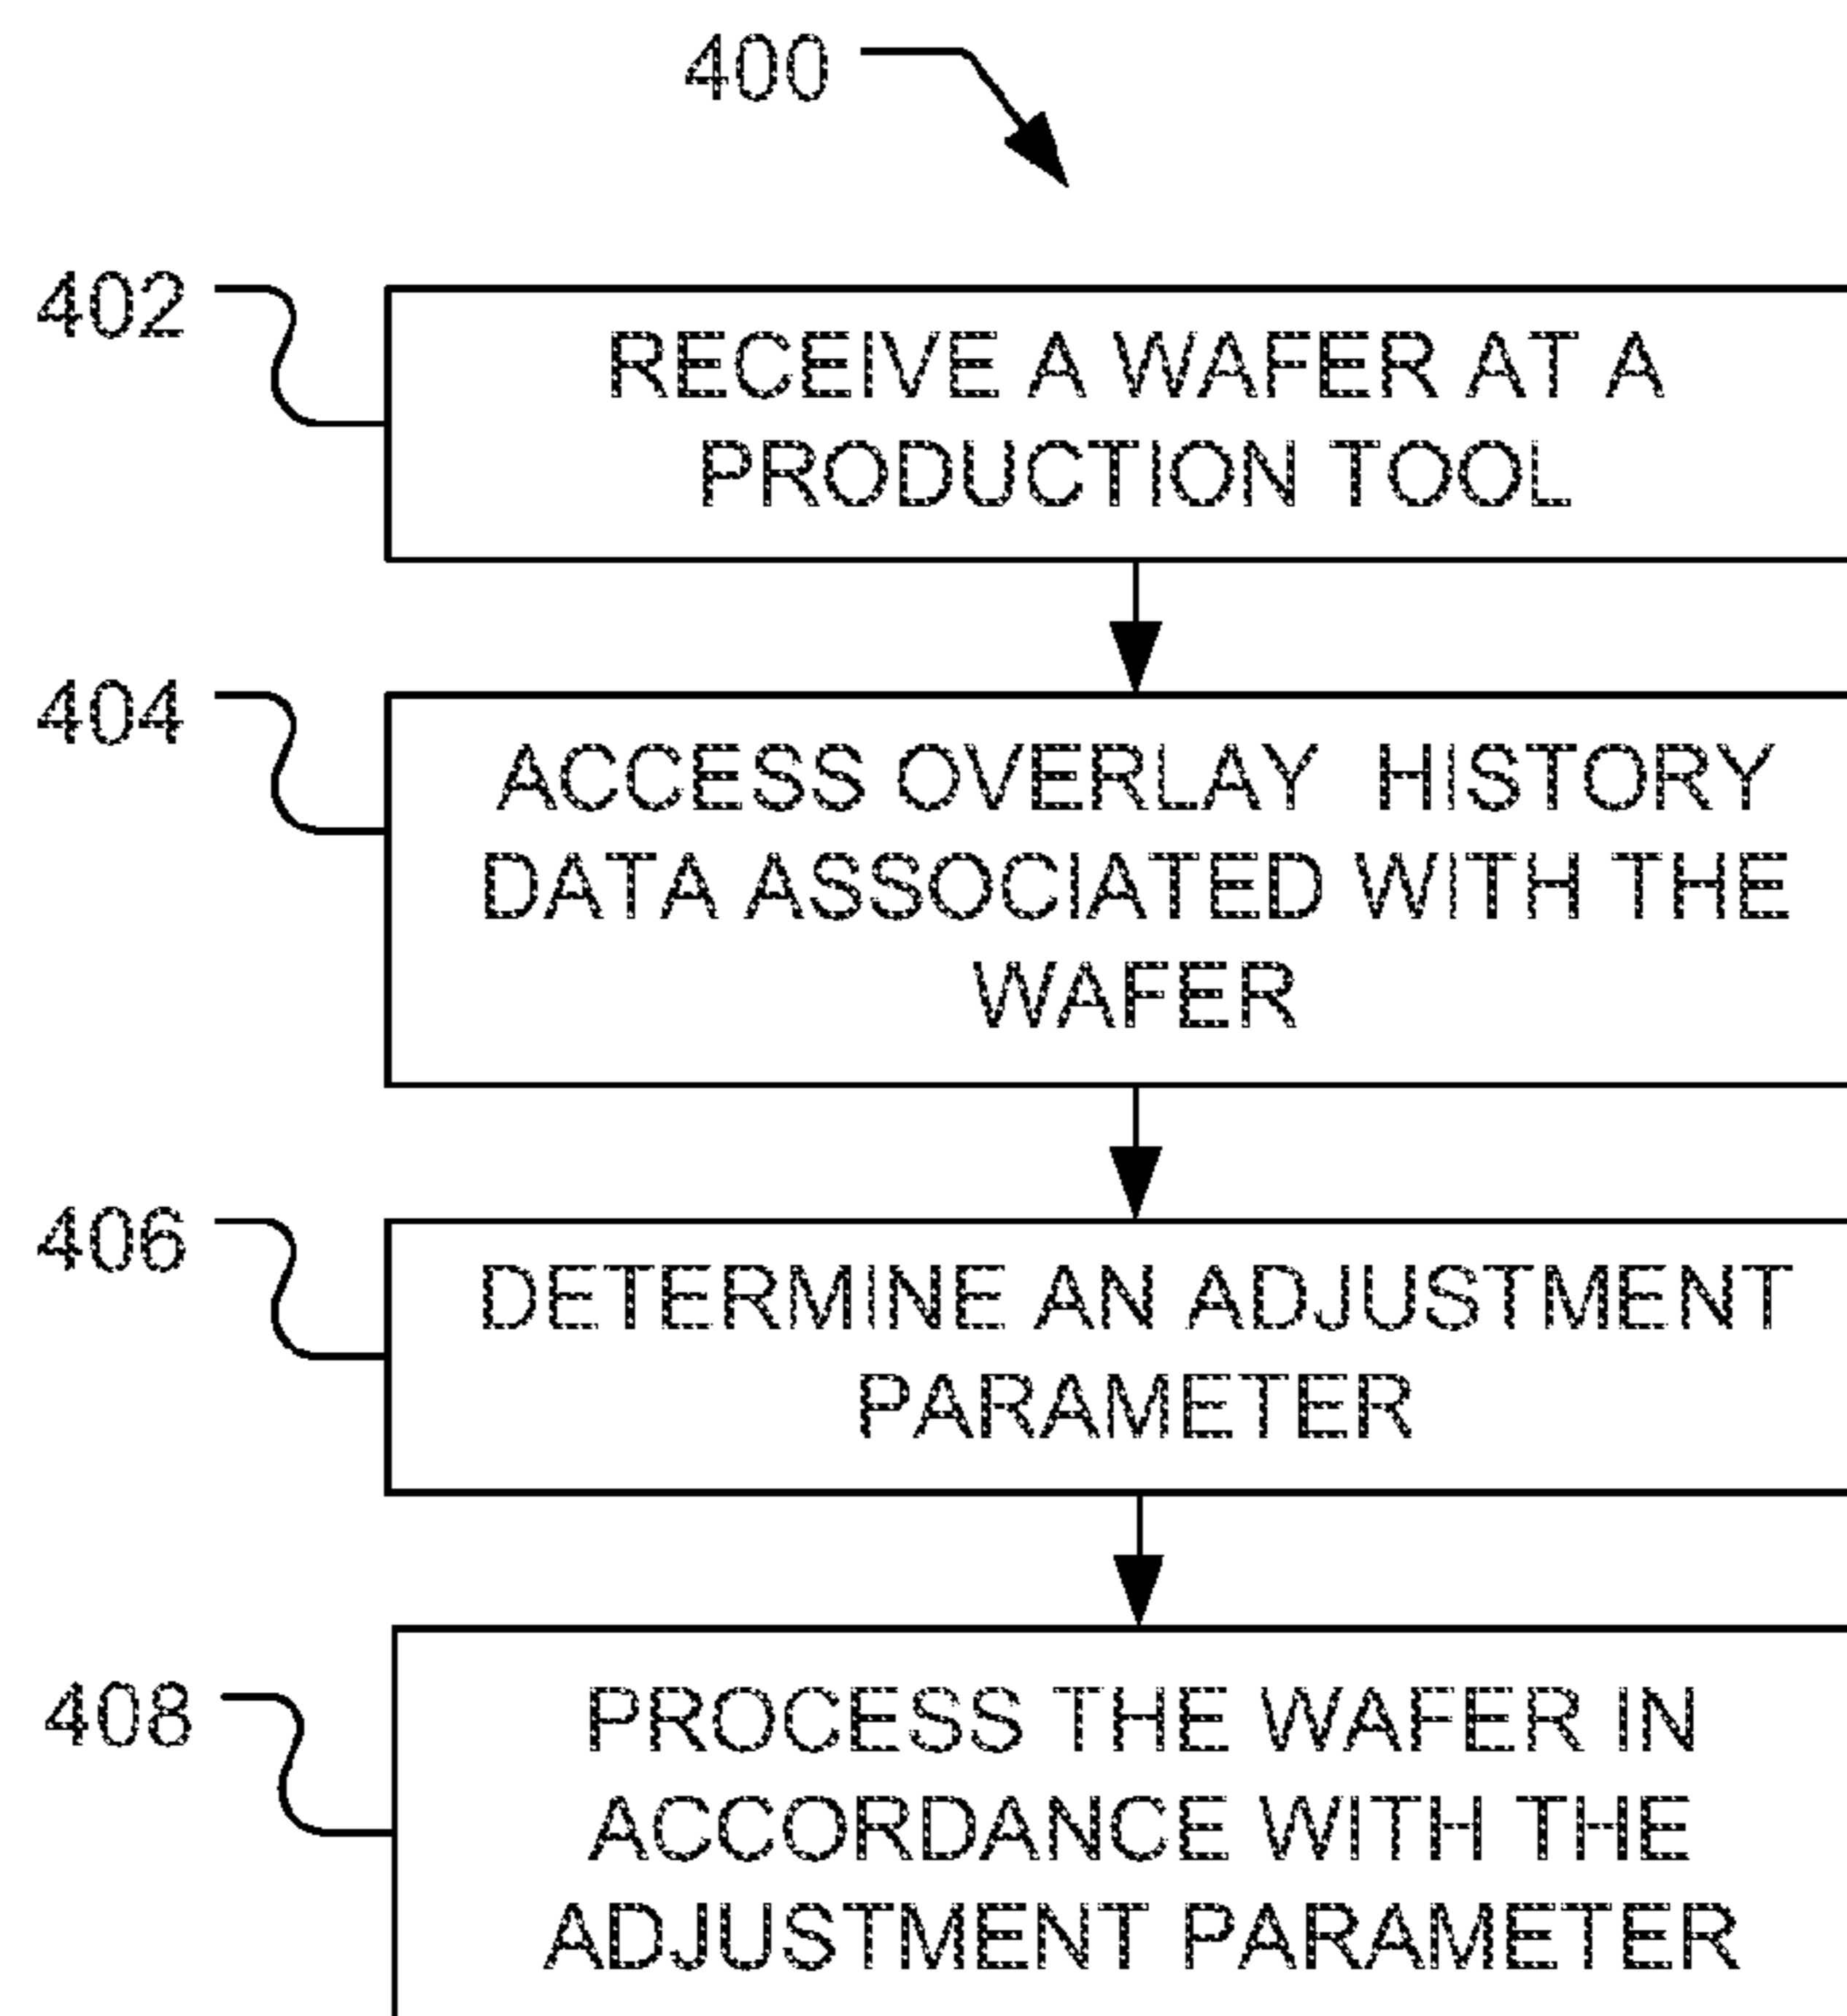 400
402
RECEIVE A WAFER AT A
PRODUCTION TOOL
404
ACCESS OVERLAY HISTORY
DATA ASSOCIATED WITH THE
WAFER
406
DETERMINE AN ADJUSTMENT
PARAMETER
408
PROCESS THE WAFER IN
ACCORDANCE WITH THE
ADJUSTMENT PARAMETER